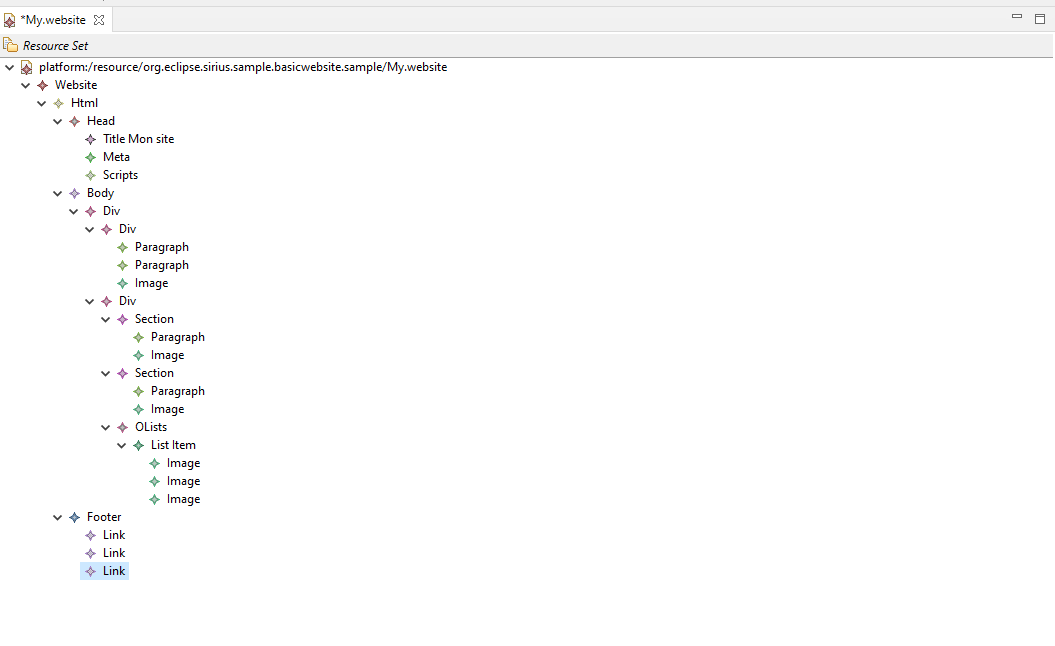 *My.website
Resource Set
platform:/resource/org.eclipse.sirius.sample.basicwebsite.sample/My.website
Website
Html
Head
Title Mon site
Meta
Scripts
Body
Div
Div
Paragraph
Paragraph
Image
Div
Section
Paragraph
Image
Section
Paragraph
Image
OLists
List Item
Image
Image
Image
Footer
Link
Link
Link